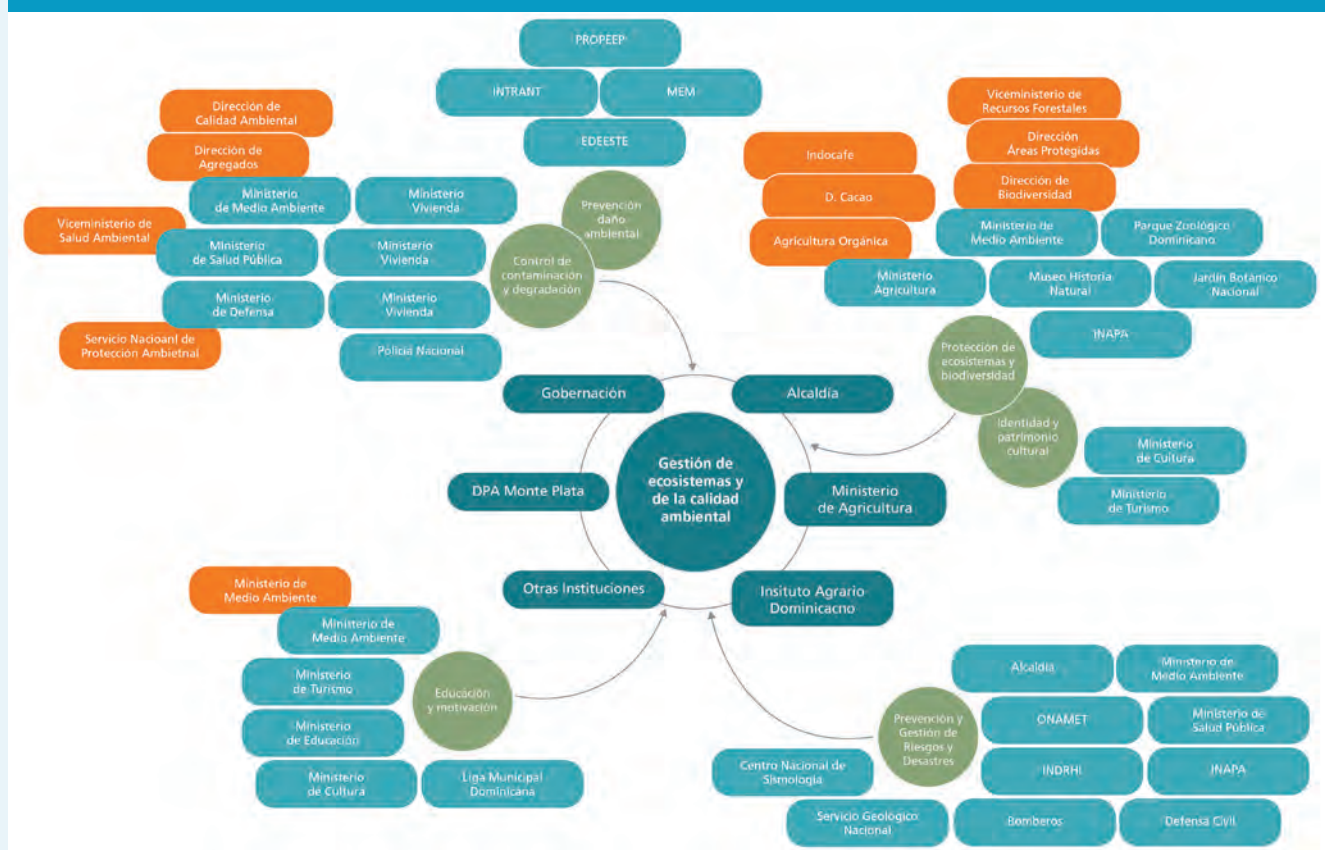 PROPEEP
INTRANT
MEM
EDEESTE
Dirección de
Calidad Ambiental
Dirección de
Agregados
Ministerio
de Medio Ambiente
Ministerio
Vivienda
Viceministerio de
Salud Ambiental
Ministerio
de Salud Pública
Ministerio
Vivienda
Ministerio
de Defensa
Ministerio
Vivienda
Servicio Nacioanl de
Protección Ambietnal
Policía Nacional
Prevención
daño
ambiental
Control de
contaminación
y degradación
Viceministerio de
Recursos Forestales
Dirección
Áreas Protegidas
Dirección de
Biodiversidad
Indocafe
D. Cacao
Agricultura Orgánica
Ministerio de
Medio Ambiente
Parque Zoológico
Dominicano
Ministerio
Agricultura
Museo Historia
Natural
Jardín Botánico
Nacional
INAPA
Protección de
ecosistemas y
biodiversidad
Identidad y
patrimonio
cultural
Ministerio
de Cultura
Ministerio
de Turismo
Gobernación
Alcaldía
DPA Monte Plata
Gestión de
ecosistemas y
de la calidad
ambiental
Ministerio
de Agricultura
Otras Instituciones
Insituto Agrario
Dominicacno
Ministerio de
Medio Ambiente
Ministerio de
Medio Ambiente
Ministerio
de Turismo
Ministerio
de Educación
Ministerio
de Cultura
Liga Municipal
Dominicana
Educación
y motivación
Prevención y
Gestión de
Riesgos y
Desastres
Alcaldía
Ministerio de
Medio Ambiente
ONAMET
Ministerio de
Salud Pública
Centro Nacional de
Sismología
INDRHI
INAPA
Servicio Geológico
Nacional
Bomberos
Defensa Civil